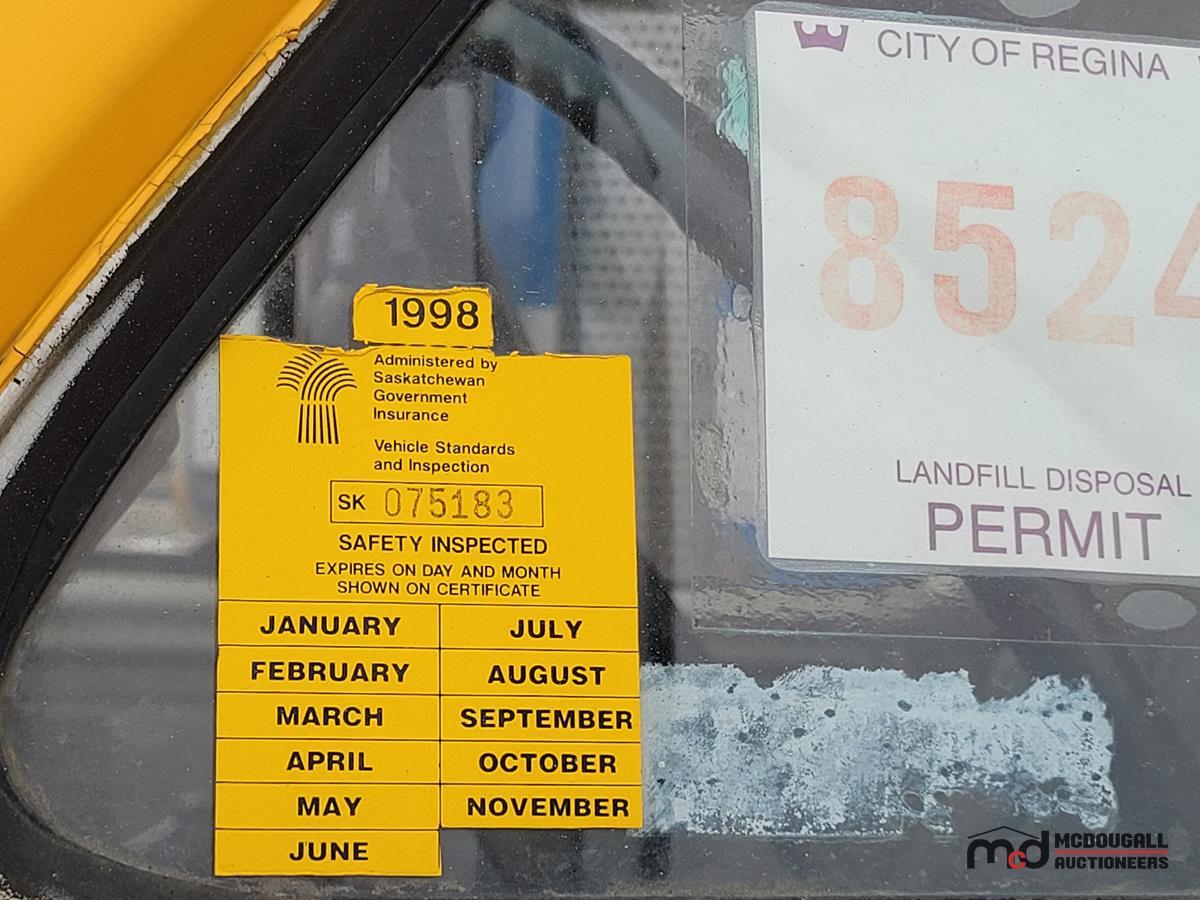 CITY OF REGINA
8524
LANDFILL DISPOSAL
PERMIT
1998
Administered by
Saskatchewan
Government
Insurance
Vehicle Standards
and Inspection
SK 075183
SAFETY INSPECTED
EXPIRES ON DAY AND MONTH
SHOWN ON CERTIFICATE
JANUARY JULY
FEBRUARY AUGUST
MARCH SEPTEMBER
APRIL OCTOBER
MAY NOVEMBER
JUNE
mcd MCDOUGALL
AUCTIONEERS